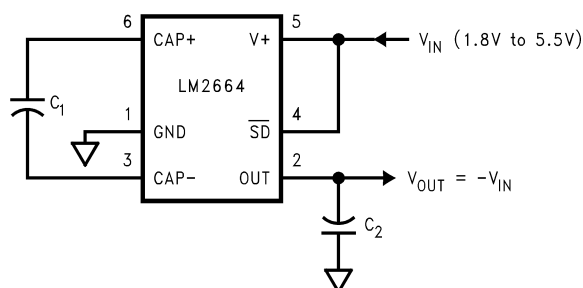 6
5
CAP+
V+
V_IN (1.8V to 5.5V)
LM2664
C_1
1
4
GND
S̅D̅
3
2
CAP-
OUT
V_OUT = -V_IN
C_2